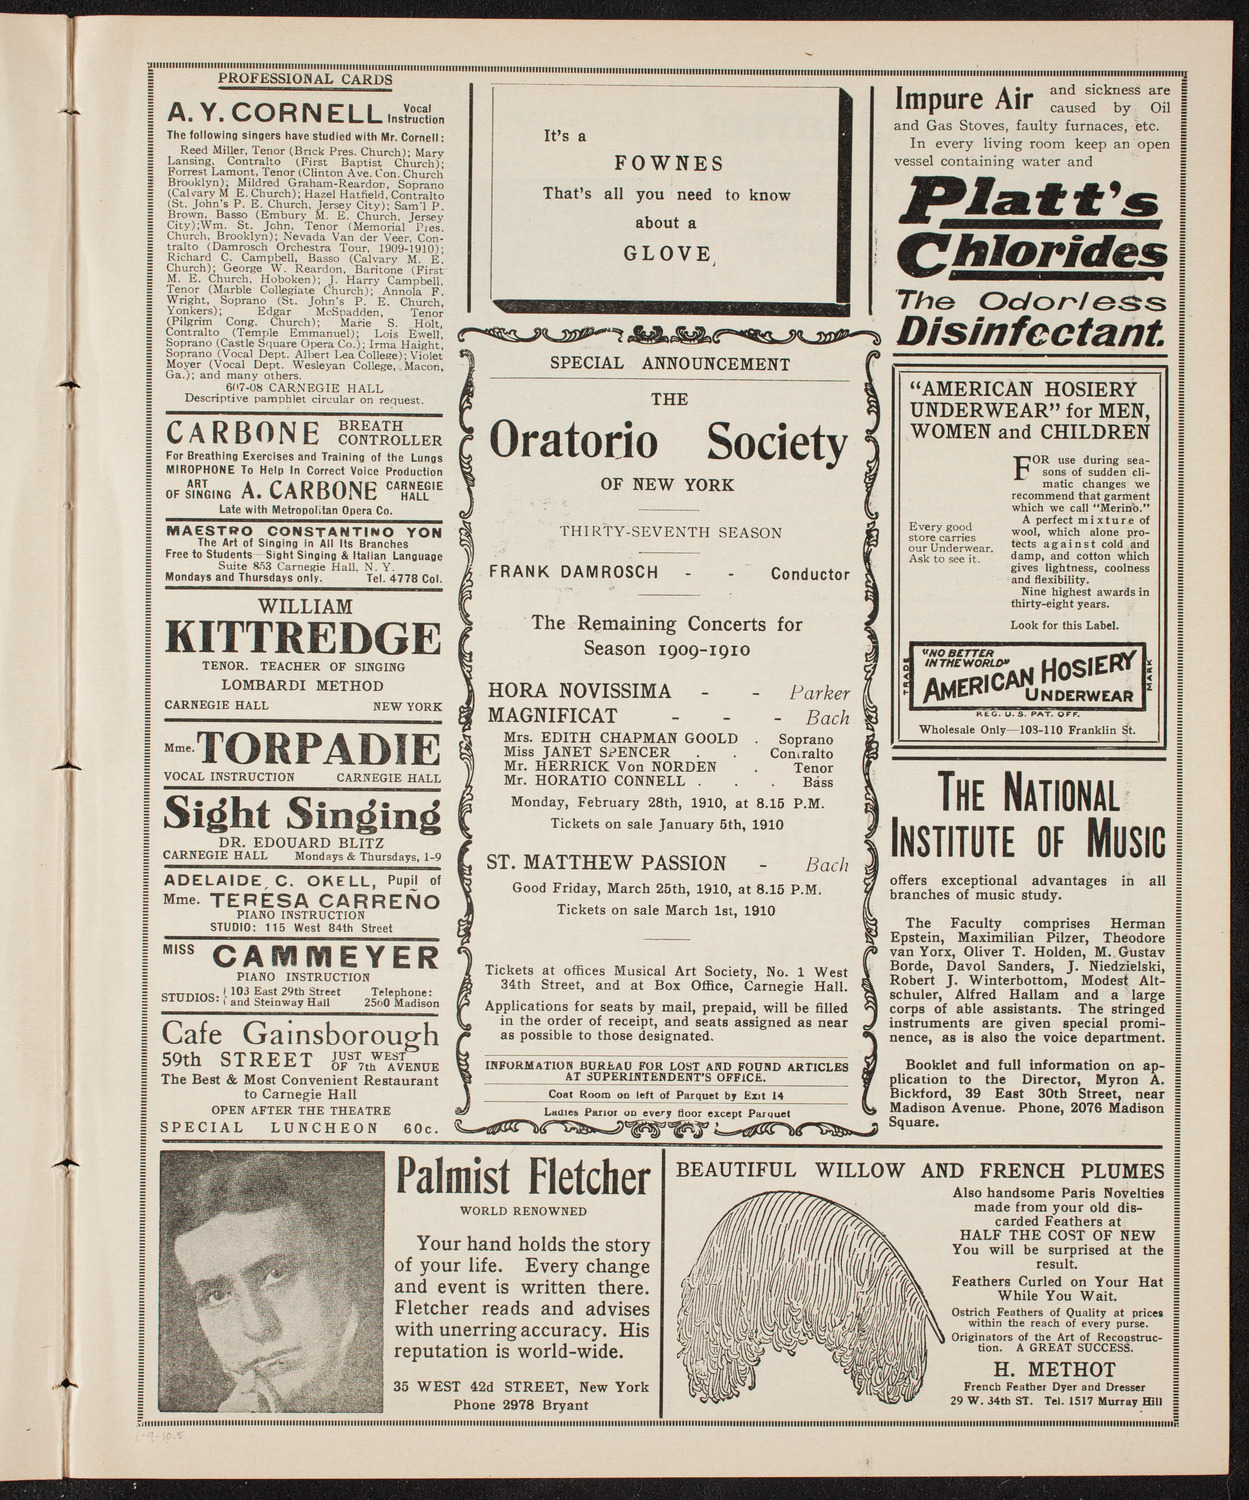 PROFESSIONAL CARDS
A. Y. CORNELL Vocal Instruction
The following singers have studied with Mr. Cornell:
Reed Miller, Tenor (Brick Pres. Church); Mary
Lansing, Contralto (First Baptist Church);
Forrest Lamont, Tenor (Clinton Ave. Con. Church
Brooklyn); Mildred Graham-Reardon, Soprano
(Calvary M E. Church); Hazel Hatfield, Contralto
(St. John's P. E. Church, Jersey City); Sam'l P.
Brown, Basso (Embury M. E. Church, Jersey
City); Wm. St. John, Tenor (Memorial Pres.
Church, Brooklyn); Nevada Van der Veer, Con-
tralto (Damrosch Orchestra Tour, 1909-1910);
Richard C. Campbell, Basso (Calvary M. E.
Church); George W. Reardon, Baritone (First
M. E. Church, Hoboken); J. Harry Campbell,
Tenor (Marble Collegiate Church); Annola F.
Wright, Soprano (St. John's P. E. Church,
Yonkers); Edgar McSpadden, Tenor
(Pilgrim Cong. Church); Marie S. Holt,
Contralto (Temple Emmanuel); Lois Ewell,
Soprano (Castle Square Opera Co.); Irma Haight,
Soprano (Vocal Dept. Albert Lea College); Violet
Moyer (Vocal Dept. Wesleyan College, Macon,
Ga.); and many others.
607-08 CARNEGIE HALL
Descriptive pamphlet circular on request.
CARBONE BREATH CONTROLLER
For Breathing Exercises and Training of the Lungs
MIROPHONE To Help In Correct Voice Production
ART OF SINGING A. CARBONE CARNEGIE HALL
Late with Metropolitan Opera Co.
MAESTRO CONSTANTINO YON
The Art of Singing in All Its Branches
Free to Students—Sight Singing & Italian Language
Suite 853 Carnegie Hall, N. Y.
Mondays and Thursdays only. Tel. 4778 Col.
WILLIAM
KITTREDGE
TENOR. TEACHER OF SINGING
LOMBARDI METHOD
CARNEGIE HALL NEW YORK
Mme. TORPADIE
VOCAL INSTRUCTION CARNEGIE HALL
Sight Singing
DR. EDOUARD BLITZ
CARNEGIE HALL Mondays & Thursdays, 1-9
ADELAIDE C. OKELL, Pupil of
Mme. TERESA CARREÑO
PIANO INSTRUCTION
STUDIO: 115 West 84th Street
MISS CAMMEYER
PIANO INSTRUCTION
STUDIOS: { 103 East 29th Street Telephone:
and Steinway Hall 2560 Madison
Cafe Gainsborough
59th STREET JUST WEST OF 7th AVENUE
The Best & Most Convenient Restaurant
to Carnegie Hall
OPEN AFTER THE THEATRE
SPECIAL LUNCHEON 60c.
It's a
FOWNES
That's all you need to know
about a
GLOVE
SPECIAL ANNOUNCEMENT
THE
Oratorio Society
OF NEW YORK
THIRTY-SEVENTH SEASON
FRANK DAMROSCH - - Conductor
The Remaining Concerts for
Season 1909-1910
HORA NOVISSIMA - - Parker
MAGNIFICAT - - - Bach
Mrs. EDITH CHAPMAN GOOLD . Soprano
Miss JANET SPENCER . . Contralto
Mr. HERRICK Von NORDEN . Tenor
Mr. HORATIO CONNELL . . . Bass
Monday, February 28th, 1910, at 8.15 P.M.
Tickets on sale January 5th, 1910
ST. MATTHEW PASSION - Bach
Good Friday, March 25th, 1910, at 8.15 P.M.
Tickets on sale March 1st, 1910
Tickets at offices Musical Art Society, No. 1 West
34th Street, and at Box Office, Carnegie Hall.
Applications for seats by mail, prepaid, will be filled
in the order of receipt, and seats assigned as near
as possible to those designated.
INFORMATION BUREAU FOR LOST AND FOUND ARTICLES
AT SUPERINTENDENT'S OFFICE.
Coat Room on left of Parquet by Exit 14
Ladies Parlor on every floor except Parquet
Impure Air and sickness are
caused by Oil
and Gas Stoves, faulty furnaces, etc.
In every living room keep an open
vessel containing water and
Platt's
Chlorides
The Odorless
Disinfectant.
"AMERICAN HOSIERY
UNDERWEAR" for MEN,
WOMEN and CHILDREN
Every good
store carries
our Underwear.
Ask to see it.
FOR use during sea-
sons of sudden cli-
matic changes we
recommend that garment
which we call "Merino."
A perfect mixture of
wool, which alone pro-
tects against cold and
damp, and cotton which
gives lightness, coolness
and flexibility.
Nine highest awards in
thirty-eight years.
Look for this Label.
TRADE MARK
"NO BETTER
IN THE WORLD"
AMERICAN HOSIERY
UNDERWEAR
REG. U. S. PAT. OFF.
Wholesale Only—108-110 Franklin St.
THE NATIONAL
INSTITUTE OF MUSIC
offers exceptional advantages in all
branches of music study.
The Faculty comprises Herman
Epstein, Maximilian Pilzer, Theodore
van Yorx, Oliver T. Holden, M. Gustav
Borde, Davol Sanders, J. Niedzielski,
Robert J. Winterbottom, Modest Alt-
schuler, Alfred Hallam and a large
corps of able assistants. The stringed
instruments are given special promi-
nence, as is also the voice department.
Booklet and full information on ap-
plication to the Director, Myron A.
Bickford, 39 East 30th Street, near
Madison Avenue. Phone, 2076 Madison
Square.
Palmist Fletcher
WORLD RENOWNED
Your hand holds the story
of your life. Every change
and event is written there.
Fletcher reads and advises
with unerring accuracy. His
reputation is world-wide.
35 WEST 42d STREET, New York
Phone 2978 Bryant
BEAUTIFUL WILLOW AND FRENCH PLUMES
Also handsome Paris Novelties
made from your old dis-
carded Feathers at
HALF THE COST OF NEW
You will be surprised at the
result.
Feathers Curled on Your Hat
While You Wait.
Ostrich Feathers of Quality at prices
within the reach of every purse.
Originators of the Art of Reconstruc-
tion. A GREAT SUCCESS.
H. METHOT
French Feather Dyer and Dresser
29 W. 34th ST. Tel. 1517 Murray Hill
1-9-10.5